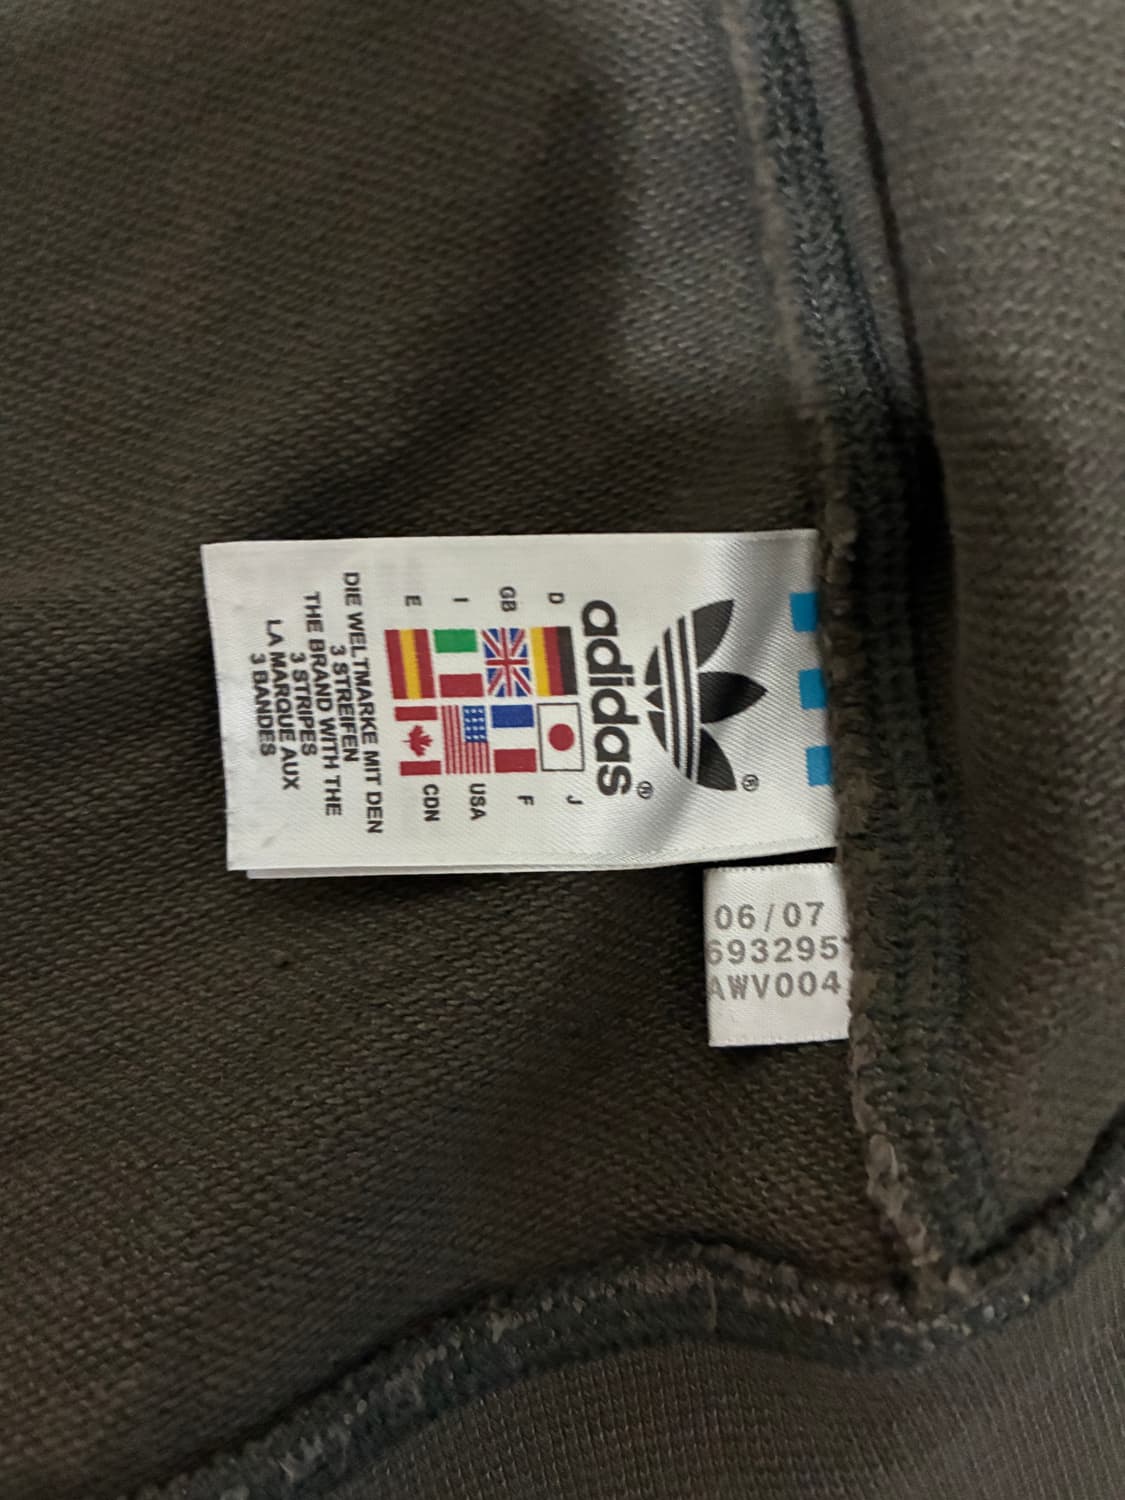 ®
adidas®
D J
GB F
I USA
E CDN
DIE WELTMARKE MIT DEN
3 STREIFEN
THE BRAND WITH THE
3 STRIPES
LA MARQUE AUX
3 BANDES
06/07
693295
AWV004